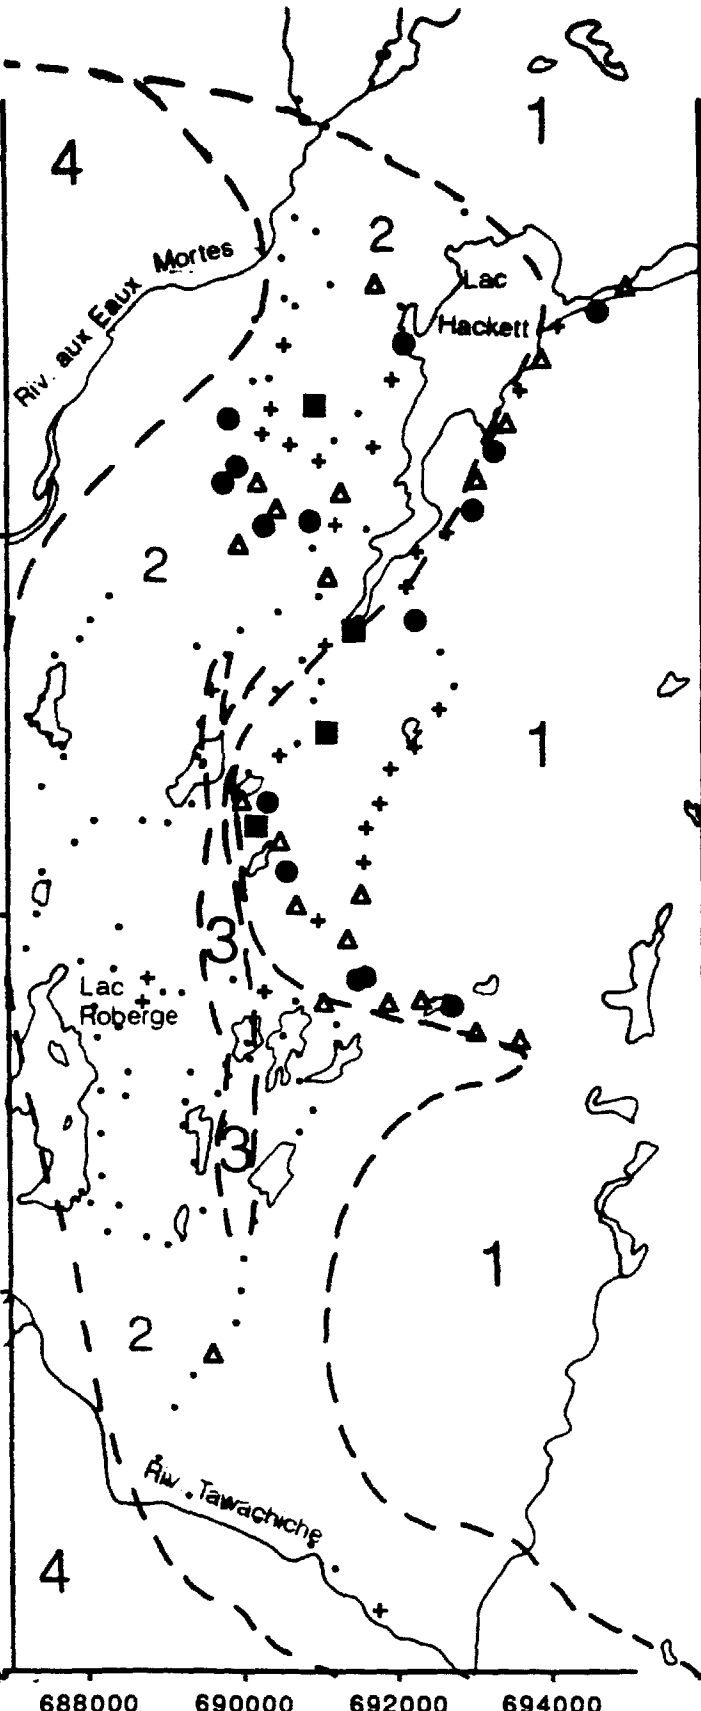 1
4
2
Riv. aux Eaux Mortes
Lac
Hackett
2
1
3
Lac
Roberge
3
1
2
Riv. Tawachiche
4
688000 690000 692000 694000